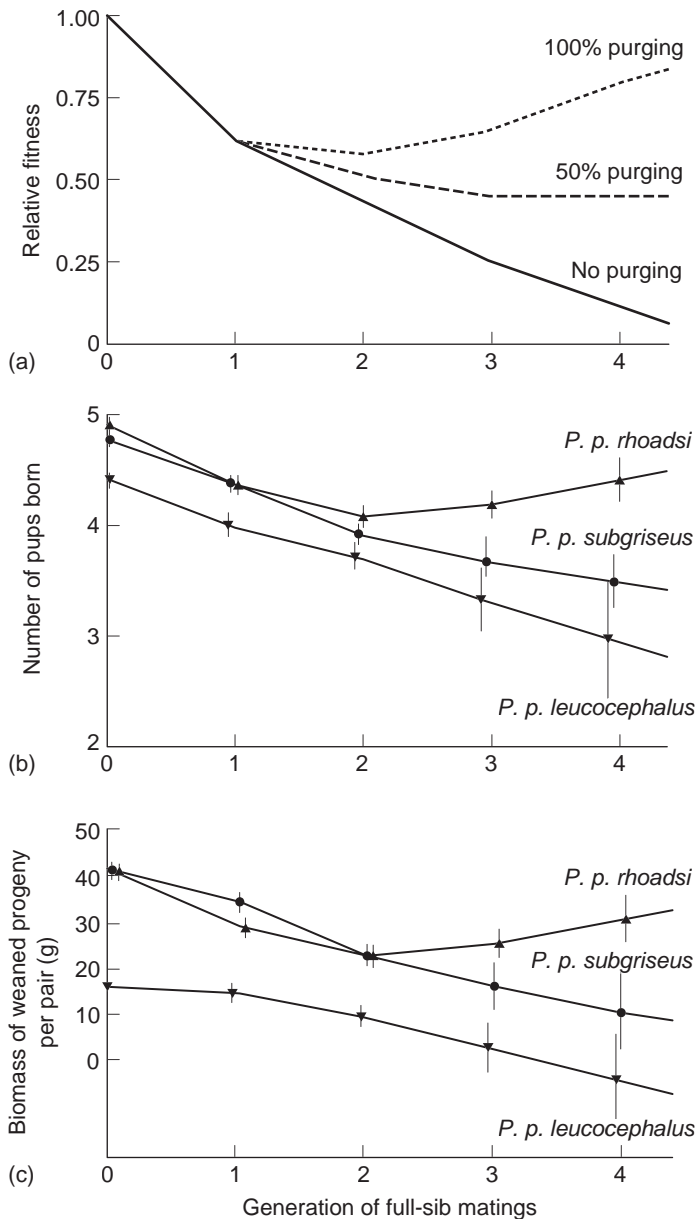 1.00
0.75
0.50
0.25
0
Relative fitness
100% purging
50% purging
No purging
0 1 2 3 4
(a)
5
4
3
2
Number of pups born
P. p. rhoadsi
P. p. subgriseus
P. p. leucocephalus
0 1 2 3 4
(b)
50
40
30
20
10
0
Biomass of weaned progeny
per pair (g)
P. p. rhoadsi
P. p. subgriseus
P. p. leucocephalus
0 1 2 3 4
(c)
Generation of full-sib matings